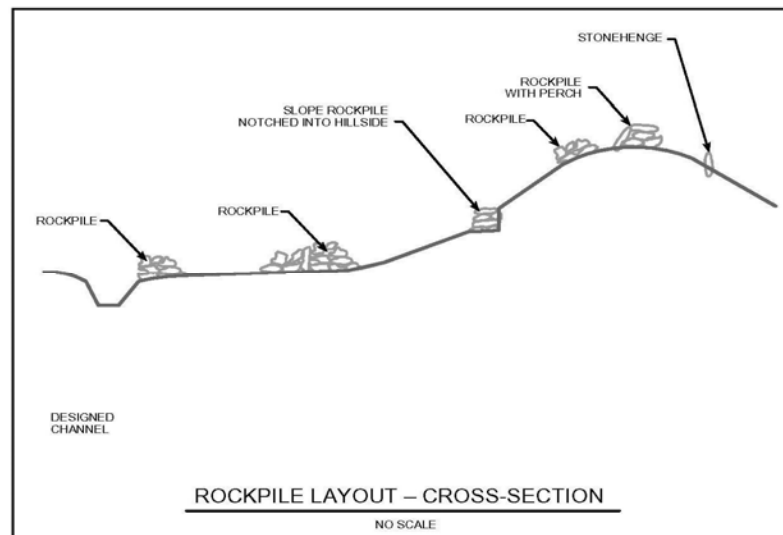 STONEHENGE
ROCKPILE
WITH PERCH
SLOPE ROCKPILE
NOTCHED INTO HILLSIDE
ROCKPILE
ROCKPILE
ROCKPILE
DESIGNED
CHANNEL
ROCKPILE LAYOUT – CROSS-SECTION
NO SCALE